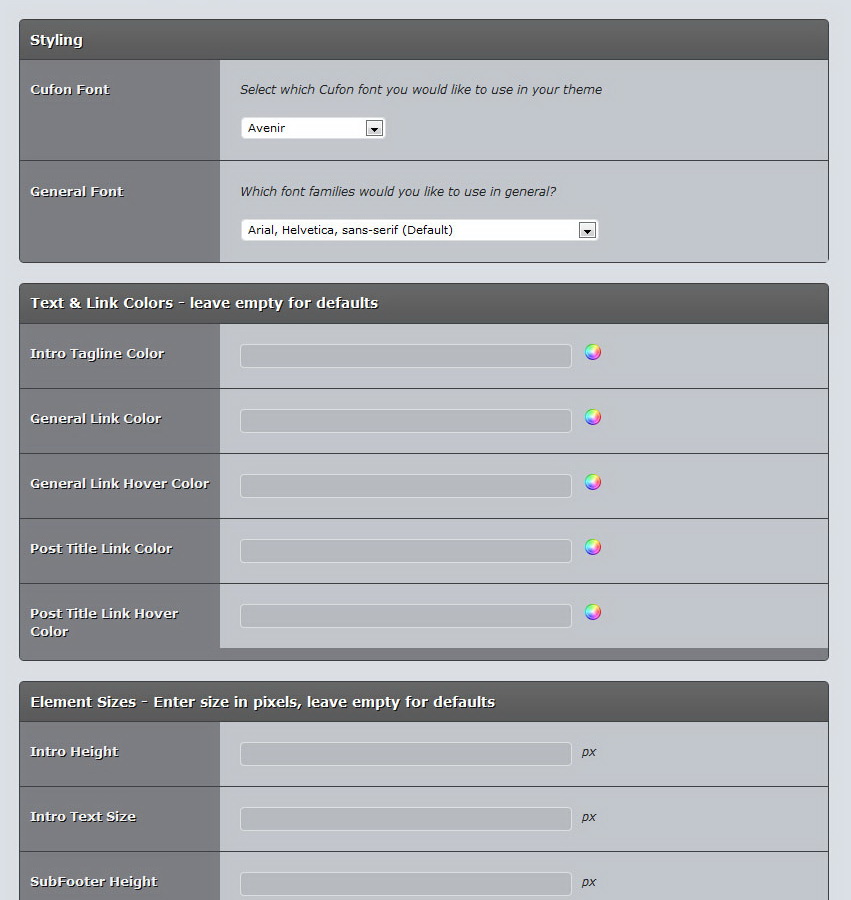 Styling
Cufon Font
Select which Cufon font you would like to use in your theme
Avenir
General Font
Which font families would you like to use in general?
Arial, Helvetica, sans-serif (Default)
Text & Link Colors - leave empty for defaults
Intro Tagline Color
General Link Color
General Link Hover Color
Post Title Link Color
Post Title Link Hover
Color
Element Sizes - Enter size in pixels, leave empty for defaults
Intro Height
px
Intro Text Size
px
SubFooter Height
px